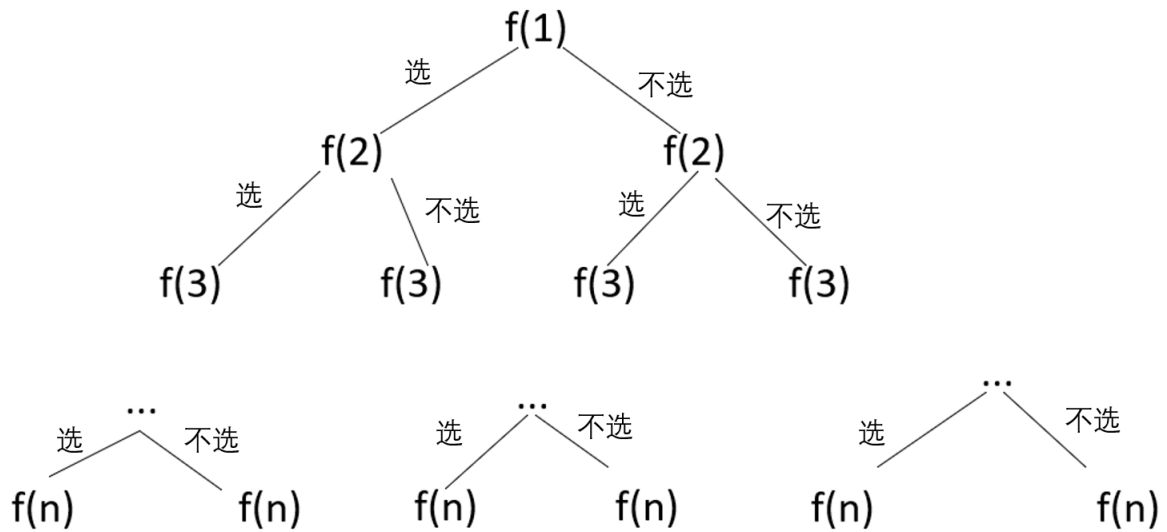 f(1)
选 不选
f(2) f(2)
选 不选 选 不选
f(3) f(3) f(3) f(3)
... ... ...
选 不选 选 不选 选 不选
f(n) f(n) f(n) f(n) f(n) f(n)